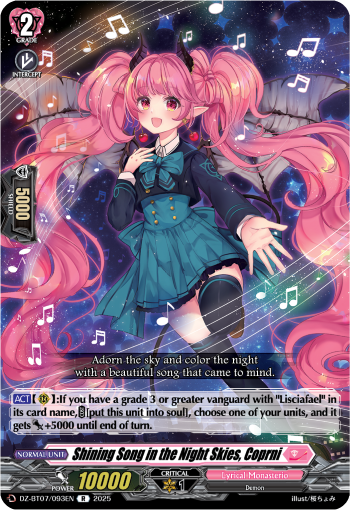 2
GRADE
INTERCEPT
5000
SHIELD
Adorn the sky and color the night
with a beautiful song that came to mind.
ACT [ ]:If you have a grade 3 or greater vanguard with "Lisciafael" in
its card name, [put this unit into soul], choose one of your units, and it
gets +5000 until end of turn.
NORMAL UNIT
Shining Song in the Night Skies, Coprni
POWER
10000
CRITICAL
1
Lyrical Monasterio
Demon
DZ-BT07/093EN R 2025
illust/桜ちょみ